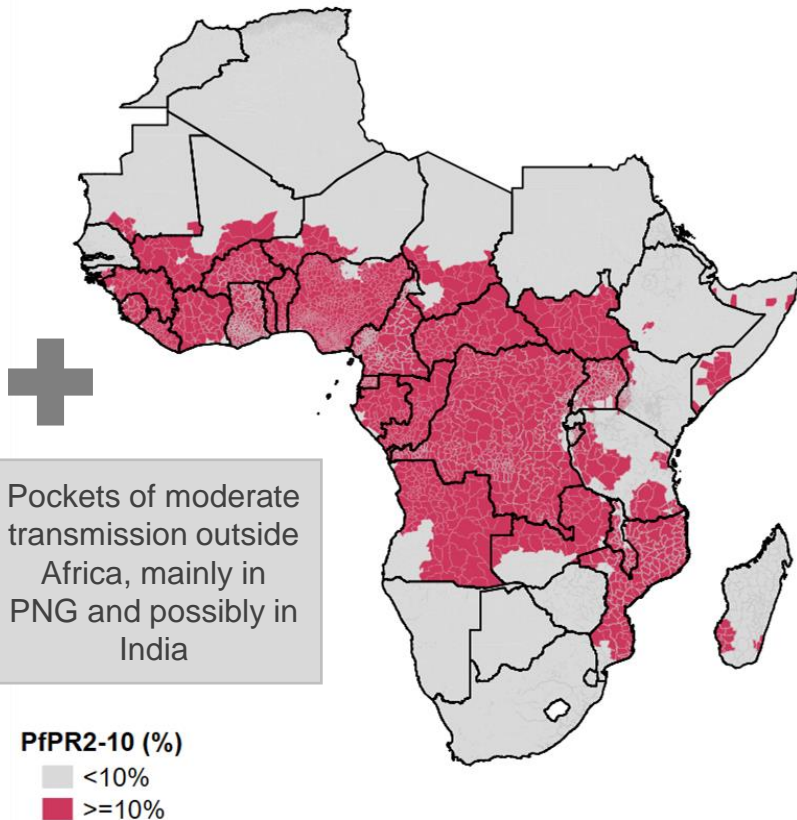 Pockets of moderate
transmission outside
Africa, mainly in
PNG and possibly in
India
PfPR2-10 (%)
<10%
>=10%